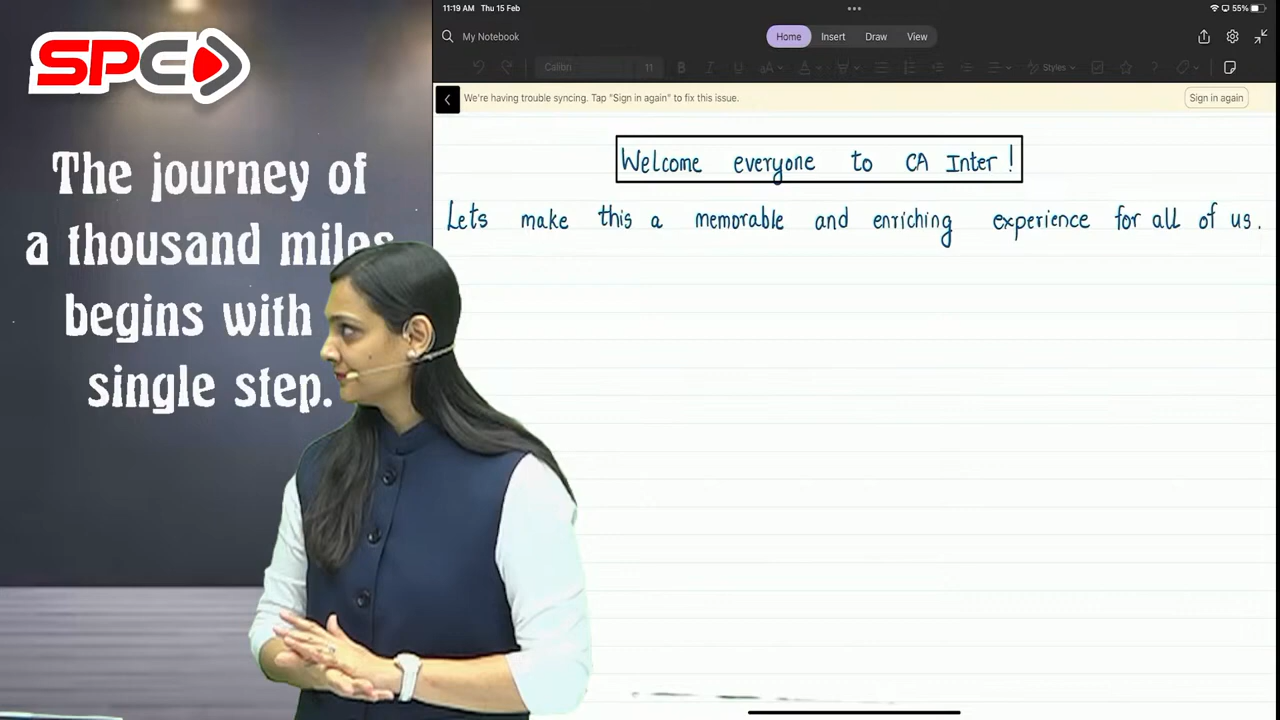 SPC
The journey of
a thousand miles
begins with
single step.
11:19 AM Thu 15 Feb
55%
My Notebook
Home Insert Draw View
Calibri 11 Styles
We're having trouble syncing. Tap "Sign in again" to fix this issue.
Sign in again
Welcome everyone to CA Inter !
Lets make this a memorable and enriching experience for all of us.